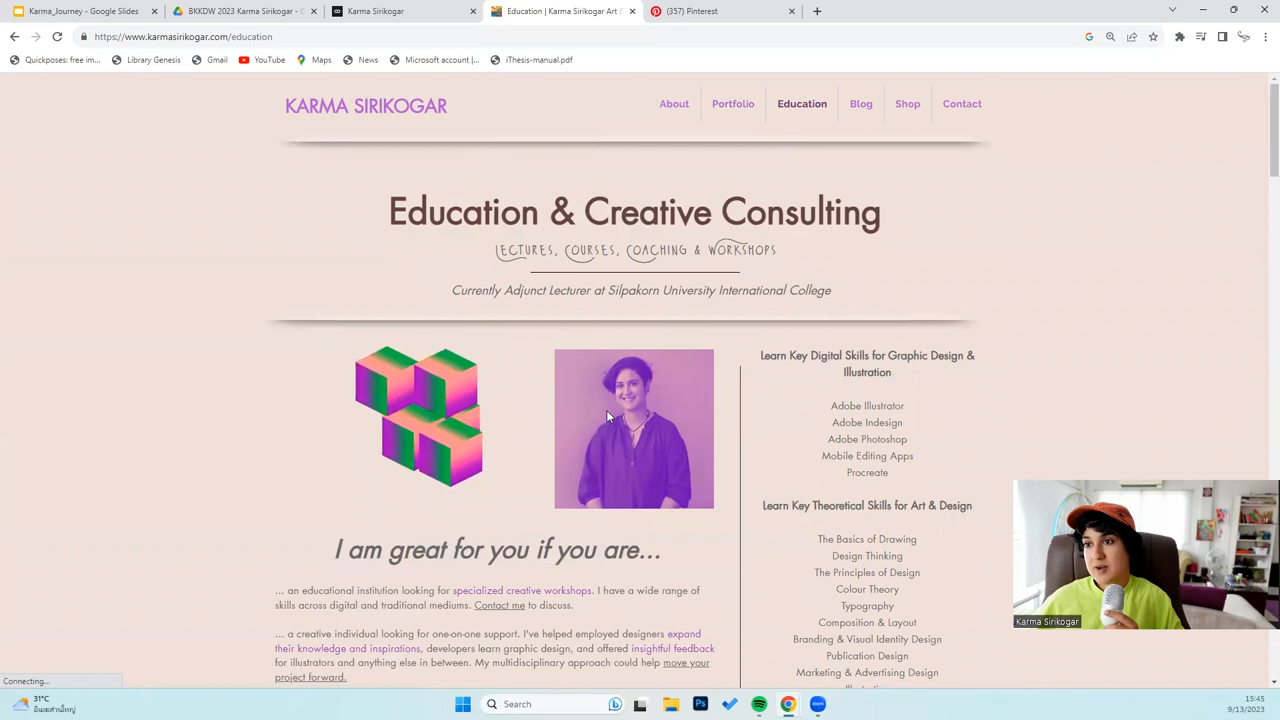 Karma_Journey - Google Slides
BKKDW 2023 Karma Sirikogar - G
Karma Sirikogar
Education | Karma Sirikogar Art &
(357) Pinterest
https://www.karmasirikogar.com/education
Quickposes: free im...
Library Genesis
Gmail
YouTube
Maps
News
Microsoft account |...
iThesis-manual.pdf
KARMA SIRIKOGAR
About
Portfolio
Education
Blog
Shop
Contact
Education & Creative Consulting
LECTURES, COURSES, COACHING & WORKSHOPS
Currently Adjunct Lecturer at Silpakorn University International College
I am great for you if you are...
... an educational institution looking for specialized creative workshops. I have a wide range of
skills across digital and traditional mediums. Contact me to discuss.
... a creative individual looking for one-on-one support. I've helped employed designers expand
their knowledge and inspirations, developers learn graphic design, and offered insightful feedback
for illustrators and anything else in between. My multidisciplinary approach could help move your
project forward.
Learn Key Digital Skills for Graphic Design &
Illustration
Adobe Illustrator
Adobe Indesign
Adobe Photoshop
Mobile Editing Apps
Procreate
Learn Key Theoretical Skills for Art & Design
The Basics of Drawing
Design Thinking
The Principles of Design
Colour Theory
Typography
Composition & Layout
Branding & Visual Identity Design
Publication Design
Marketing & Advertising Design
Karma Sirikogar
Connecting...
31°C
Search
Ps
15:45
9/13/2023